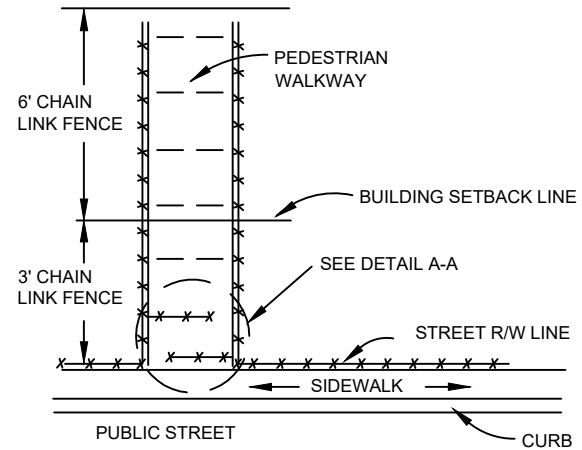 PEDESTRIAN
WALKWAY
6' CHAIN
LINK FENCE
BUILDING SETBACK LINE
3' CHAIN
LINK FENCE
SEE DETAIL A-A
STREET R/W LINE
SIDEWALK
PUBLIC STREET
CURB